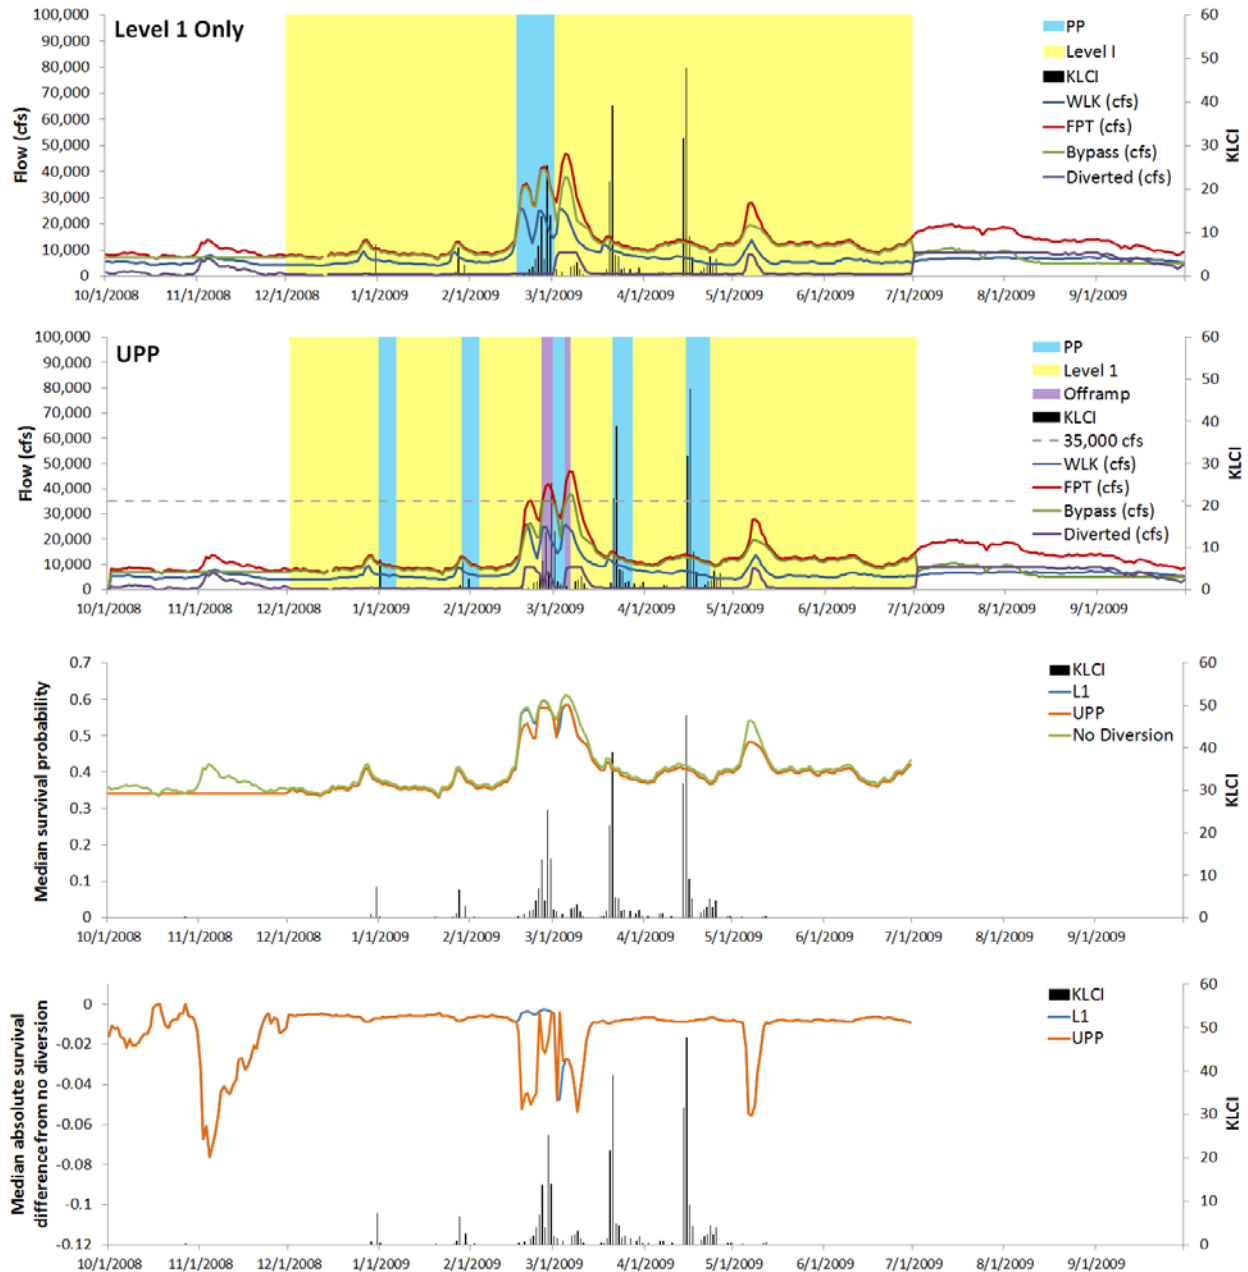 Level 1 Only
Flow (cfs)
100,000
90,000
80,000
70,000
60,000
50,000
40,000
30,000
20,000
10,000
0
10/1/2008 11/1/2008 12/1/2008 1/1/2009 2/1/2009 3/1/2009 4/1/2009 5/1/2009 6/1/2009 7/1/2009 8/1/2009 9/1/2009
60
50
40
30
20
10
0
KLCI
PP
Level I
KLCI
WLK (cfs)
FPT (cfs)
Bypass (cfs)
Diverted (cfs)
UPP
Flow (cfs)
100,000
90,000
80,000
70,000
60,000
50,000
40,000
30,000
20,000
10,000
0
10/1/2008 11/1/2008 12/1/2008 1/1/2009 2/1/2009 3/1/2009 4/1/2009 5/1/2009 6/1/2009 7/1/2009 8/1/2009 9/1/2009
60
50
40
30
20
10
0
KLCI
PP
Level 1
Offramp
KLCI
35,000 cfs
WLK (cfs)
FPT (cfs)
Bypass (cfs)
Diverted (cfs)
Median survival probability
0.7
0.6
0.5
0.4
0.3
0.2
0.1
0
10/1/2008 11/1/2008 12/1/2008 1/1/2009 2/1/2009 3/1/2009 4/1/2009 5/1/2009 6/1/2009 7/1/2009 8/1/2009 9/1/2009
60
50
40
30
20
10
0
KLCI
KLCI
L1
UPP
No Diversion
Median absolute survival
difference from no diversion
0
-0.02
-0.04
-0.06
-0.08
-0.1
-0.12
10/1/2008 11/1/2008 12/1/2008 1/1/2009 2/1/2009 3/1/2009 4/1/2009 5/1/2009 6/1/2009 7/1/2009 8/1/2009 9/1/2009
60
50
40
30
20
10
0
KLCI
KLCI
L1
UPP